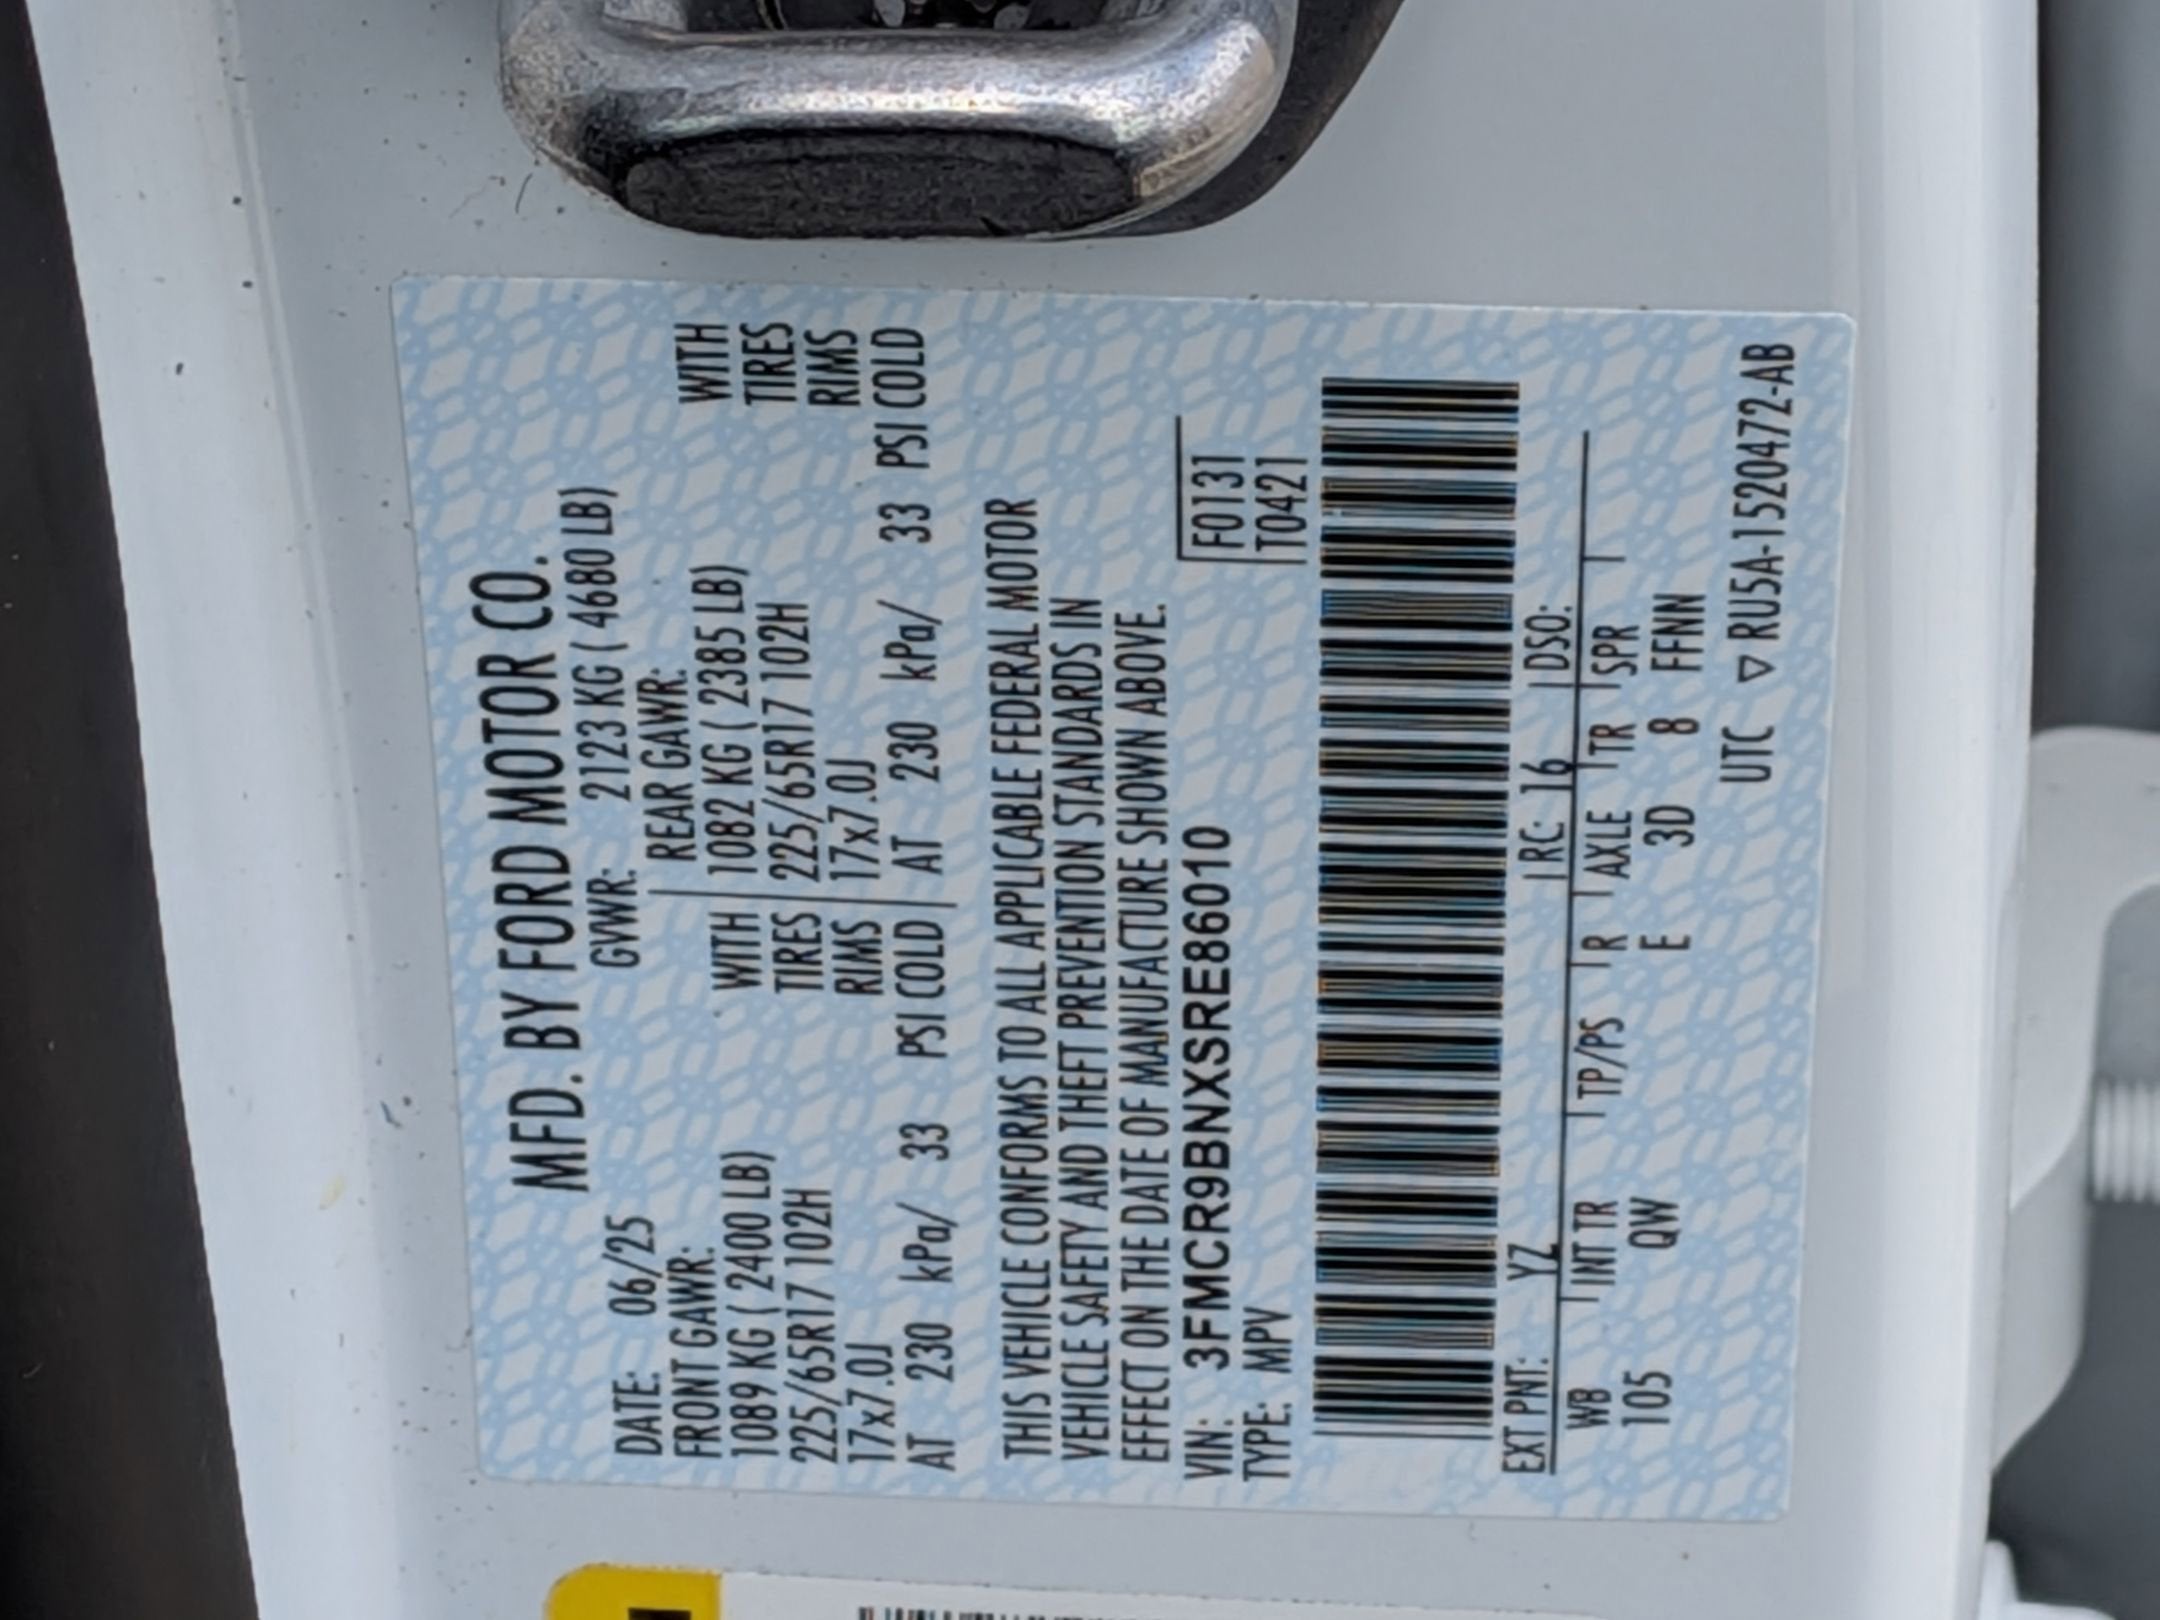 MFD. BY FORD MOTOR CO.
DATE: 06/25 GVWR: 2123 KG ( 4680 LB)
FRONT GAWR: REAR GAWR:
1089 KG ( 2400 LB) WITH 1082 KG ( 2385 LB) WITH
225/65R17 102H TIRES 225/65R17 102H TIRES
17x7.0J RIMS 17x7.0J RIMS
AT 230 kPa/ 33 PSI COLD AT 230 kPa/ 33 PSI COLD
THIS VEHICLE CONFORMS TO ALL APPLICABLE FEDERAL MOTOR
VEHICLE SAFETY AND THEFT PREVENTION STANDARDS IN
EFFECT ON THE DATE OF MANUFACTURE SHOWN ABOVE.
VIN: 3FMCR9BNXSRE86010 F0131
TYPE: MPV T0421
EXT PNT: YZ RC: 16 DSO:
WB INT TR TP/PS R AXLE TR SPR
105 QW E 3D 8 FFNN
UTC ▽ RU5A-1520472-AB